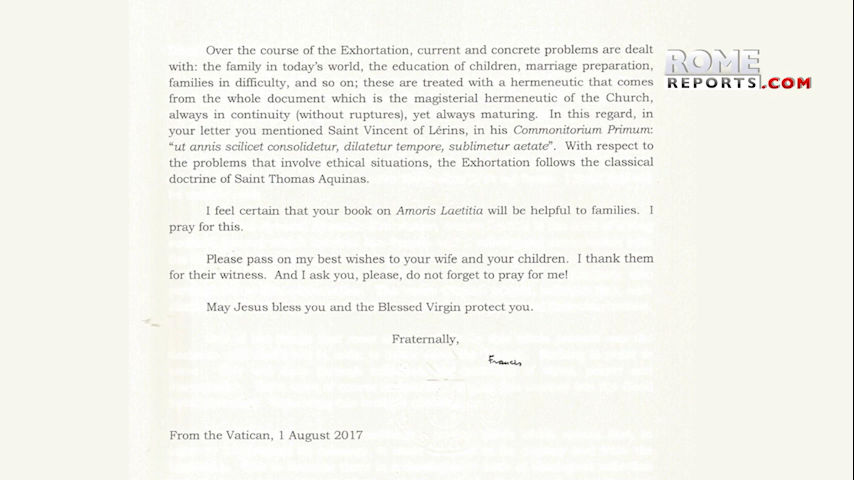 Over the course of the Exhortation, current and concrete problems are dealt
with: the family in today's world, the education of children, marriage preparation,
families in difficulty, and so on; these are treated with a hermeneutic that comes
from the whole document which is the magisterial hermeneutic of the Church,
always in continuity (without ruptures), yet always maturing. In this regard, in
your letter you mentioned Saint Vincent of Lérins, in his Commonitorium Primum:
"ut annis scilicet consolidetur, dilatetur tempore, sublimetur aetate". With respect to
the problems that involve ethical situations, the Exhortation follows the classical
doctrine of Saint Thomas Aquinas.
I feel certain that your book on Amoris Laetitia will be helpful to families. I
pray for this.
Please pass on my best wishes to your wife and your children. I thank them
for their witness. And I ask you, please, do not forget to pray for me!
May Jesus bless you and the Blessed Virgin protect you.
Fraternally,
Francis
From the Vatican, 1 August 2017
ROME
REPORTS.COM